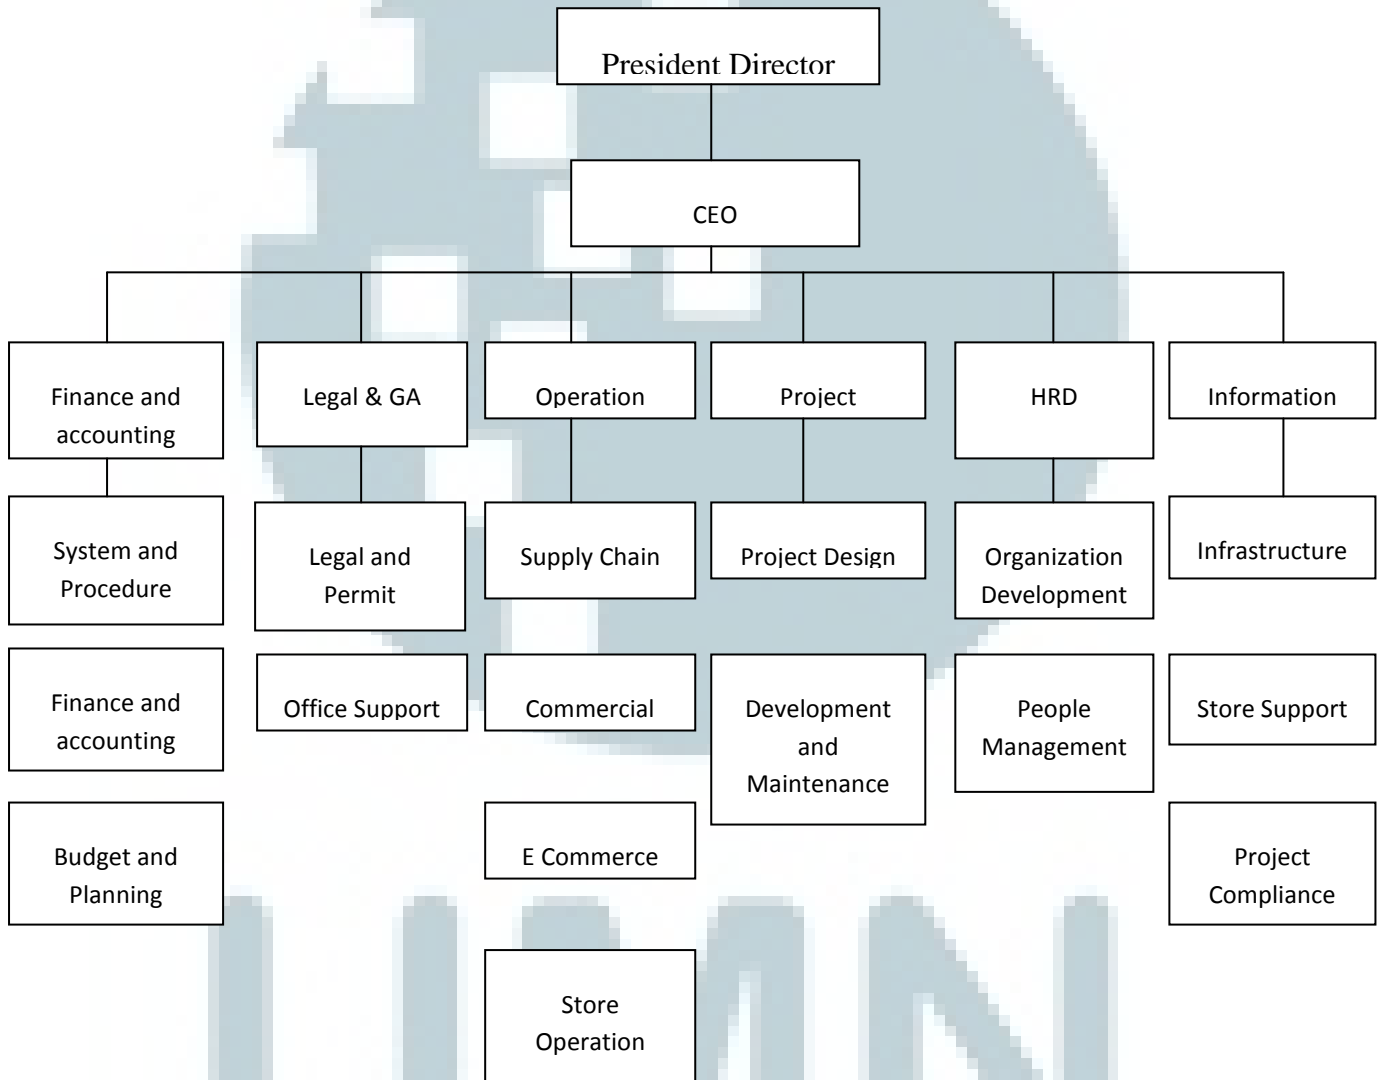 President Director
CEO
Finance and
accounting
Legal & GA
Operation
Project
HRD
Information
System and
Procedure
Legal and
Permit
Supply Chain
Project Design
Organization
Development
Infrastructure
Finance and
accounting
Office Support
Commercial
Development
and
Maintenance
People
Management
Store Support
Budget and
Planning
E Commerce
Project
Compliance
Store
Operation
UMN